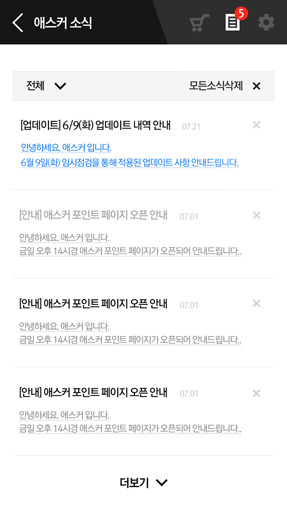 애스커 소식
5
전체
모든소식삭제
[업데이트] 6/9(화) 업데이트 내역 안내 07.21
안녕하세요. 애스커 입니다.
6월 9일(화) 임시점검을 통해 적용된 업데이트 사항 안내드립니다.
[안내] 애스커 포인트 페이지 오픈 안내 07.01
안녕하세요. 애스커 입니다.
금일 오후 14시경 애스커 포인트 페이지가 오픈되어 안내드립니다..
[안내] 애스커 포인트 페이지 오픈 안내 07.01
안녕하세요. 애스커 입니다.
금일 오후 14시경 애스커 포인트 페이지가 오픈되어 안내드립니다..
[안내] 애스커 포인트 페이지 오픈 안내 07.01
안녕하세요. 애스커 입니다.
금일 오후 14시경 애스커 포인트 페이지가 오픈되어 안내드립니다..
더보기